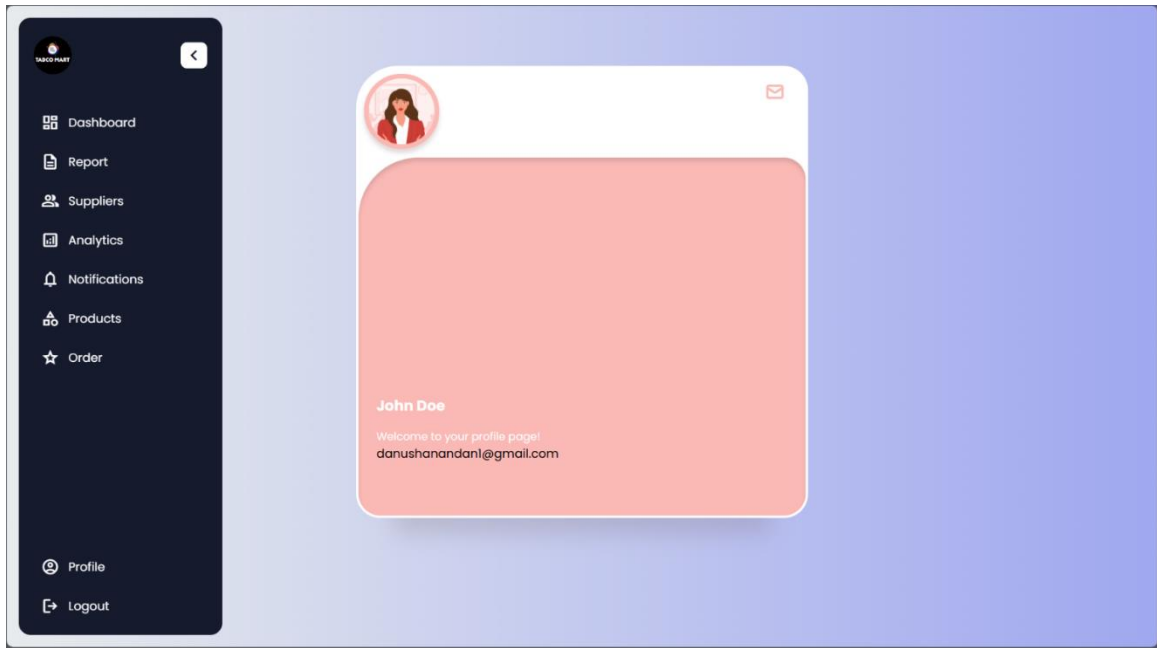 TABCO MART
Dashboard
Report
Suppliers
Analytics
Notifications
Products
Order
Profile
Logout
John Doe
Welcome to your profile page!
danushanandan1@gmail.com